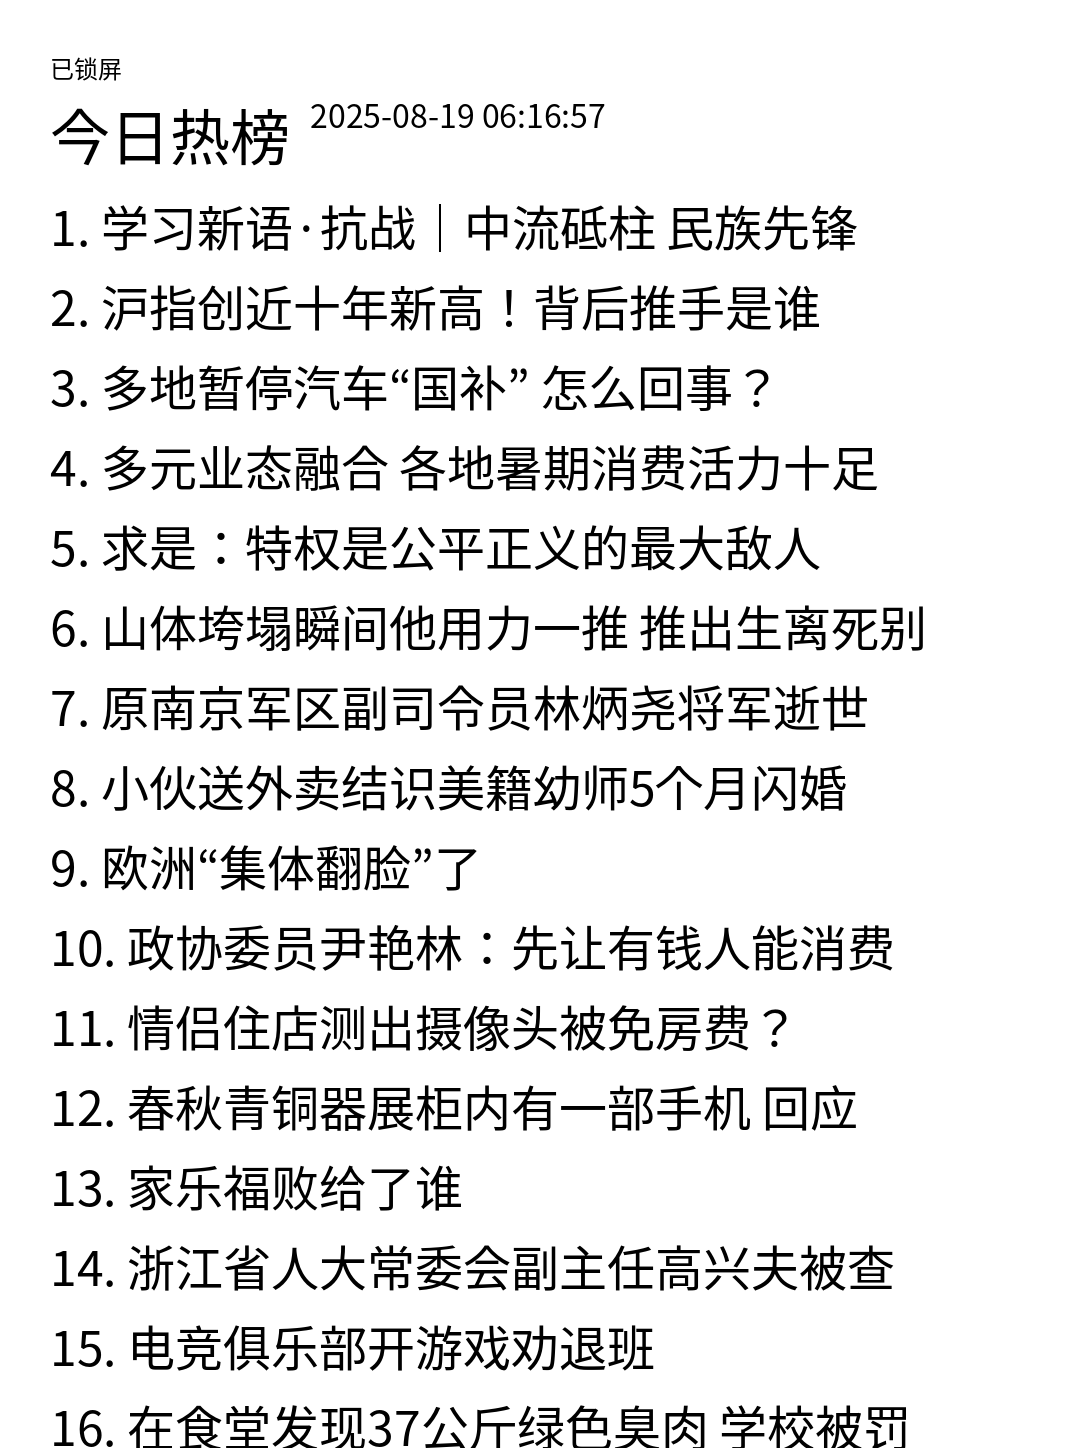 已锁屏
今日热榜 2025-08-19 06:16:57
1. 学习新语·抗战｜中流砥柱 民族先锋
2. 沪指创近十年新高！背后推手是谁
3. 多地暂停汽车“国补” 怎么回事？
4. 多元业态融合 各地暑期消费活力十足
5. 求是：特权是公平正义的最大敌人
6. 山体垮塌瞬间他用力一推 推出生离死别
7. 原南京军区副司令员林炳尧将军逝世
8. 小伙送外卖结识美籍幼师5个月闪婚
9. 欧洲“集体翻脸”了
10. 政协委员尹艳林：先让有钱人能消费
11. 情侣住店测出摄像头被免房费？
12. 春秋青铜器展柜内有一部手机 回应
13. 家乐福败给了谁
14. 浙江省人大常委会副主任高兴夫被查
15. 电竞俱乐部开游戏劝退班
16. 在食堂发现37公斤绿色臭肉 学校被罚